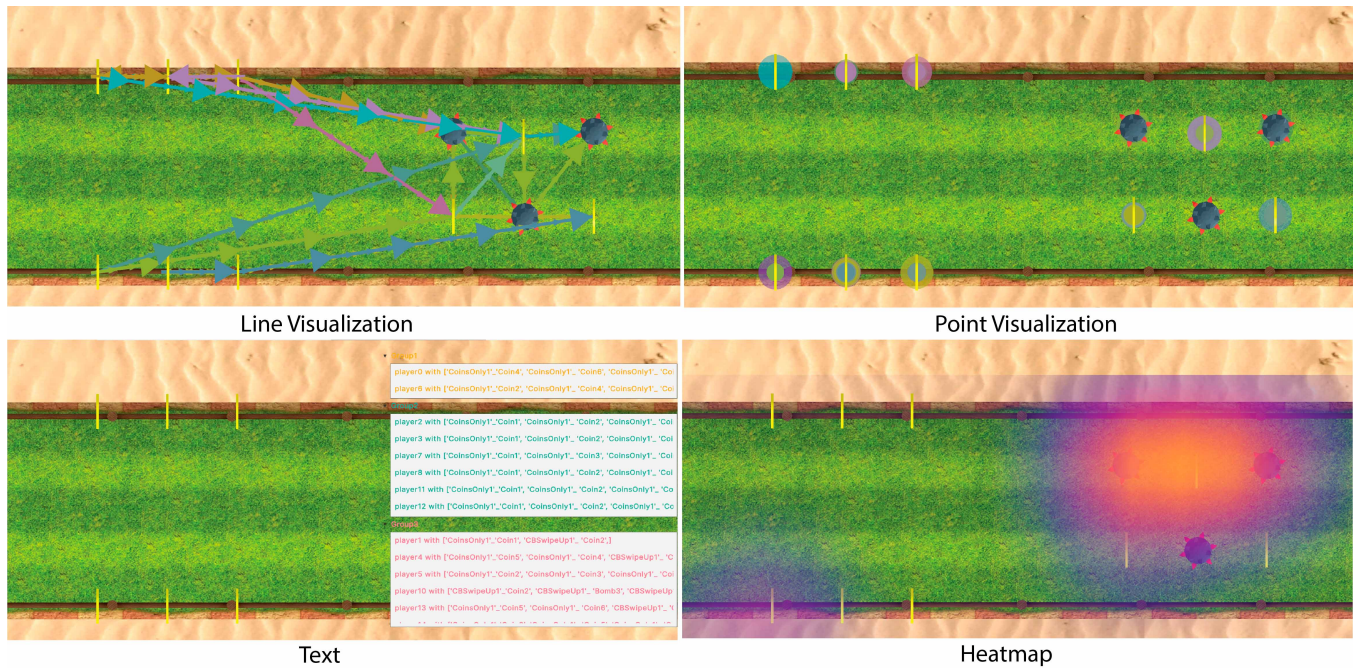 Line Visualization
Point Visualization
player0 with ['CoinsOnly1'_'Coin4', 'CoinsOnly1'_ 'Coin6', 'CoinsOnly1'_ 'Coi
player6 with ['CoinsOnly1'_'Coin2', 'CoinsOnly1'_ 'Coin4', 'CoinsOnly1'_ 'Coi
player2 with ['CoinsOnly1'_'Coin1', 'CoinsOnly1'_ 'Coin2', 'CoinsOnly1'_ 'Coi
player3 with ['CoinsOnly1'_'Coin1', 'CoinsOnly1'_ 'Coin2', 'CoinsOnly1'_ 'Coi
player7 with ['CoinsOnly1'_'Coin1', 'CoinsOnly1'_ 'Coin3', 'CoinsOnly1'_ 'Coi
player8 with ['CoinsOnly1'_'Coin1', 'CoinsOnly1'_ 'Coin2', 'CoinsOnly1'_ 'Coi
player11 with ['CoinsOnly1'_'Coin1', 'CoinsOnly1'_ 'Coin2', 'CoinsOnly1'_ 'Co
player12 with ['CoinsOnly1'_'Coin1', 'CoinsOnly1'_ 'Coin2', 'CoinsOnly1'_ 'Co
player1 with ['CoinsOnly1'_'Coin1', 'CBSwipeUp1'_ 'Coin2',]
player4 with ['CoinsOnly1'_'Coin5', 'CoinsOnly1'_ 'Coin4', 'CBSwipeUp1'_ 'C
player5 with ['CoinsOnly1'_'Coin2', 'CoinsOnly1'_ 'Coin3', 'CoinsOnly1'_ 'Coi
player10 with ['CBSwipeUp1'_'Coin2', 'CBSwipeUp1'_ 'Bomb3', 'CBSwipeUp
player13 with ['CoinsOnly1'_'Coin5', 'CoinsOnly1'_ 'Coin6', 'CBSwipeUp1'_ '
Text
Heatmap